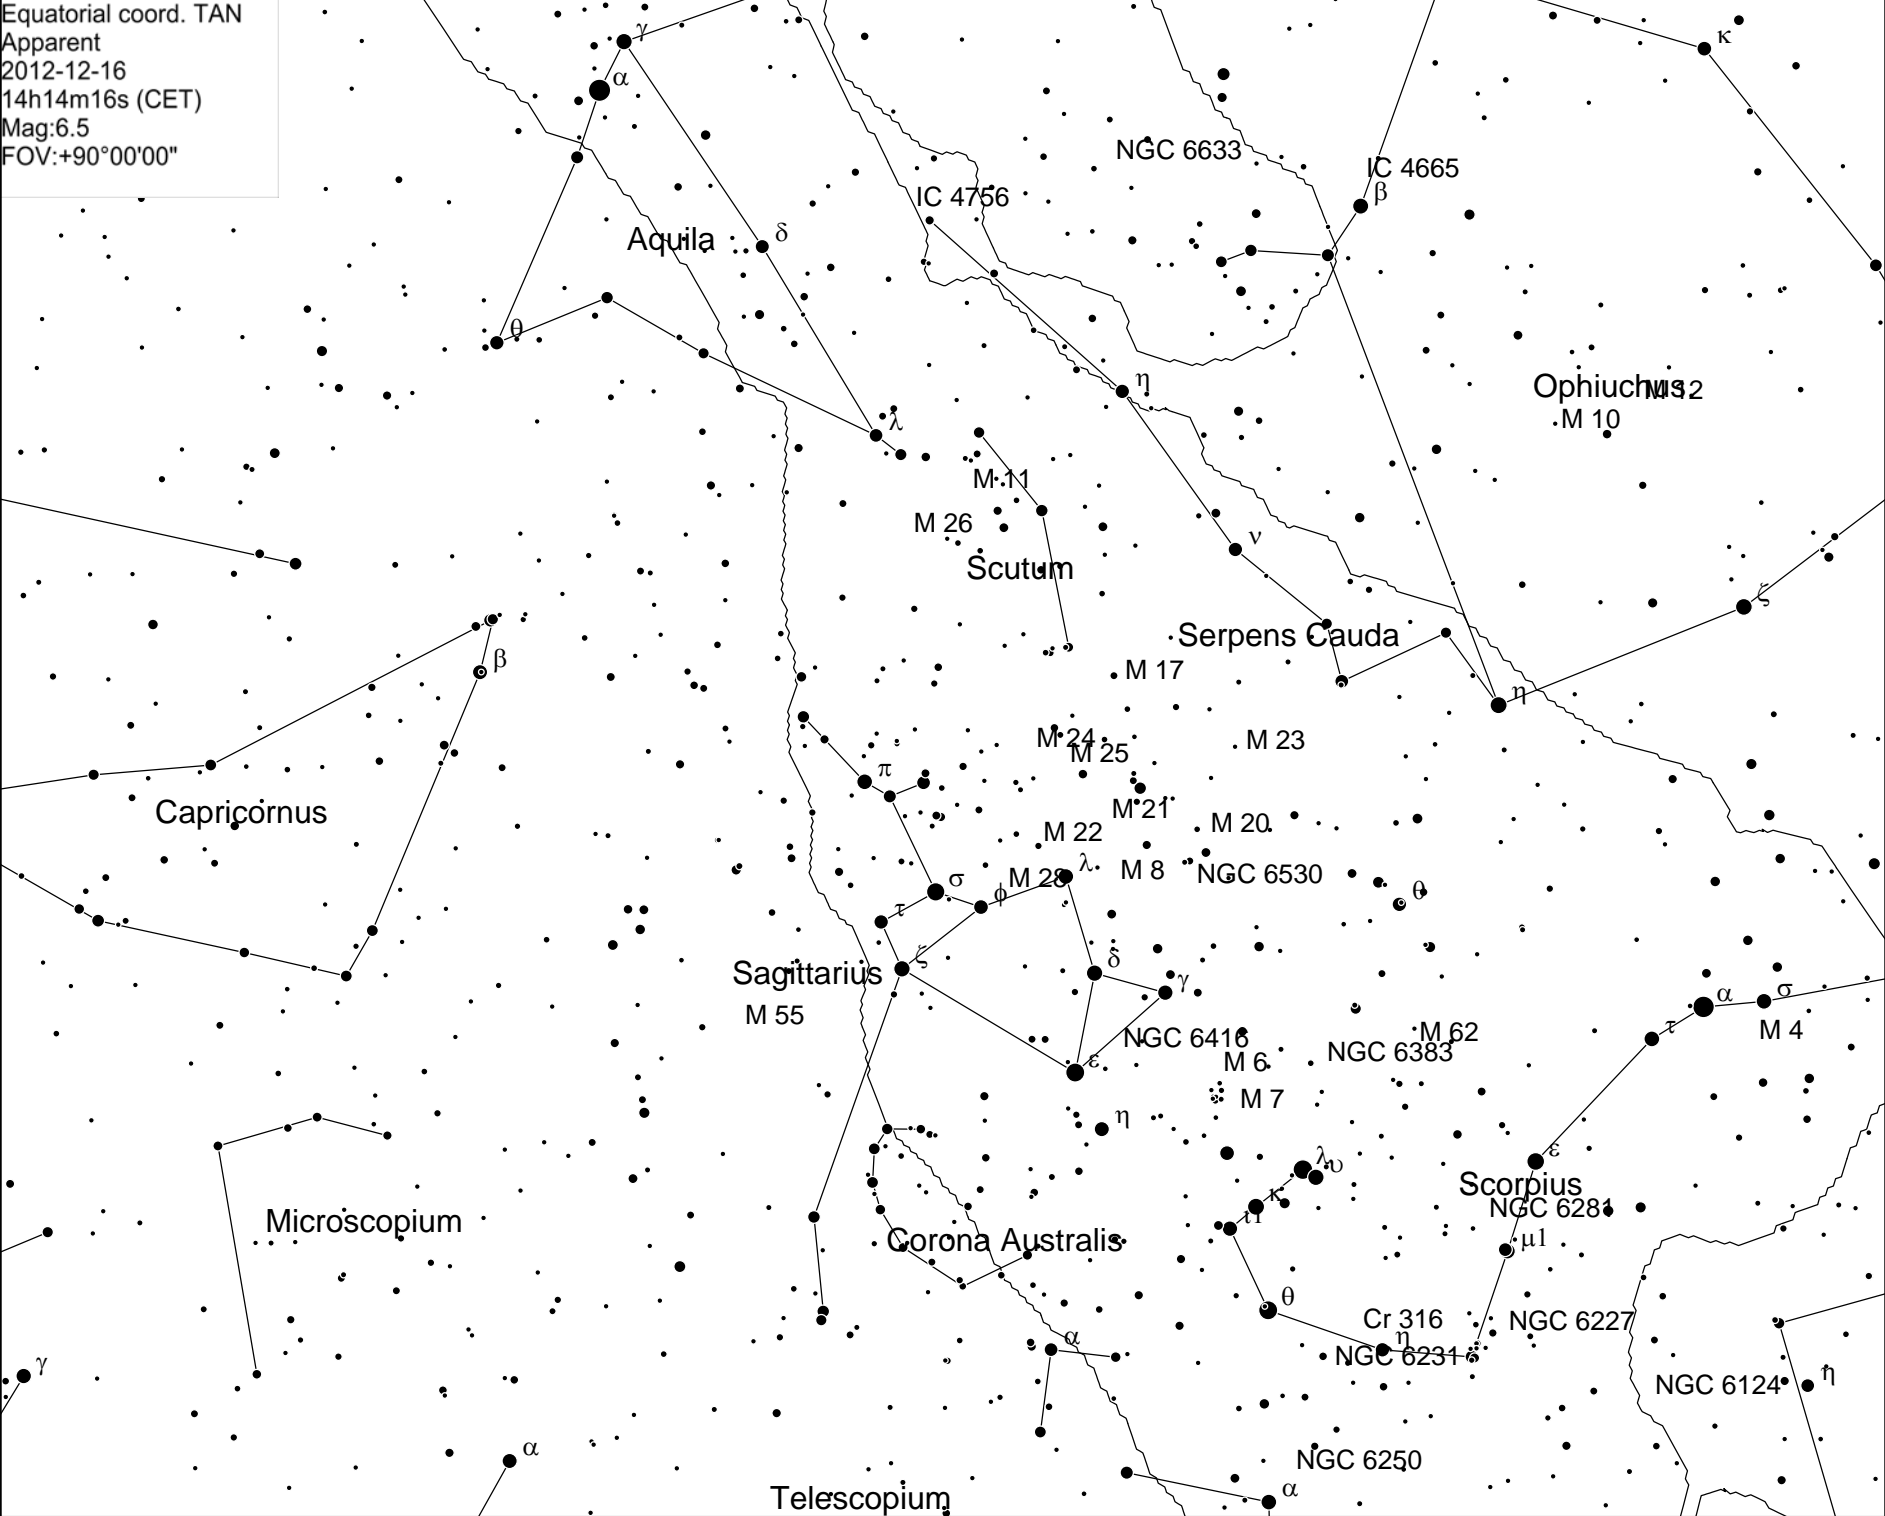 Equatorial coord. TAN
Apparent
2012-12-16
14h14m16s (CET)
Mag:6.5
FOV:+90°00'00"
γ
κ
α
NGC 6633
IC 4665
β
IC 4756
Aquila
δ
θ
η
Ophiuchus
M 12
M 10
λ
M 11
M 26
ν
Scutum
ζ
Serpens Cauda
β
M 17
η
M 24
M 25
M 23
π
Capricornus
M 21
M 22
M 20
λ
M 28
M 8
NGC 6530
σ
ϕ
θ
τ
ζ
δ
Sagittarius
γ
α
σ
M 55
NGC 6416
M 62
τ
M 4
ε
M 6
NGC 6383
M 7
η
ε
λ
υ
Scorpius
κ
NGC 6281
ι1
Microscopium
Corona Australis
μ1
θ
Cr 316
NGC 6227
α
η
NGC 6231
γ
NGC 6124
η
α
NGC 6250
Telescopium
α